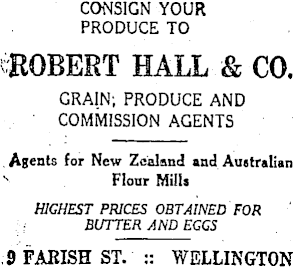 CONSIGN YOUR
PRODUCE TO
ROBERT HALL & CO.
GRAIN, PRODUCE AND
COMMISSION AGENTS
Agents for New Zealand and Australian
Flour Mills
HIGHEST PRICES OBTAINED FOR
BUTTER AND EGGS
9 FARISH ST. :: WELLINGTON